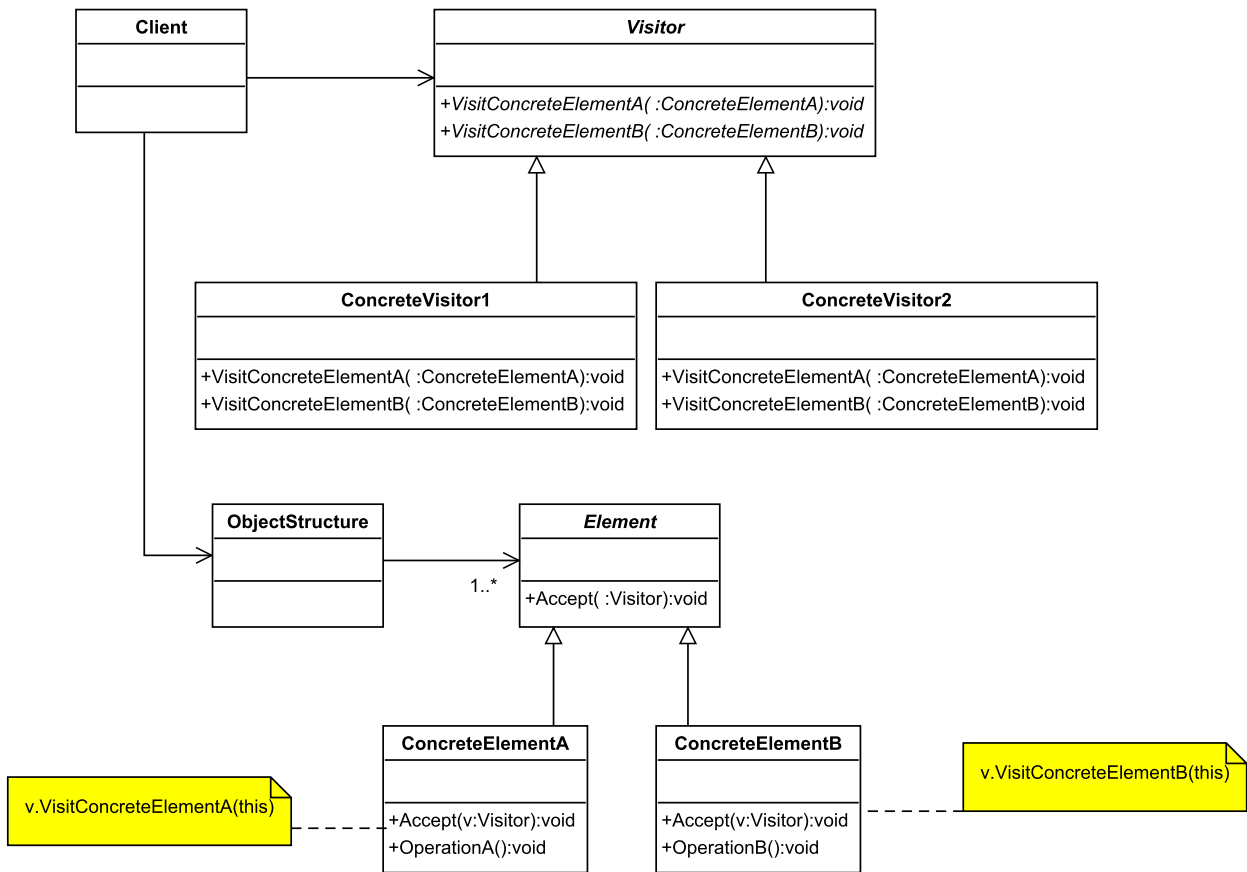 Client
Visitor
+VisitConcreteElementA( :ConcreteElementA):void
+VisitConcreteElementB( :ConcreteElementB):void
ConcreteVisitor1
+VisitConcreteElementA( :ConcreteElementA):void
+VisitConcreteElementB( :ConcreteElementB):void
ConcreteVisitor2
+VisitConcreteElementA( :ConcreteElementA):void
+VisitConcreteElementB( :ConcreteElementB):void
ObjectStructure
1..*
Element
+Accept( :Visitor):void
v.VisitConcreteElementA(this)
ConcreteElementA
+Accept(v:Visitor):void
+OperationA():void
ConcreteElementB
+Accept(v:Visitor):void
+OperationB():void
v.VisitConcreteElementB(this)